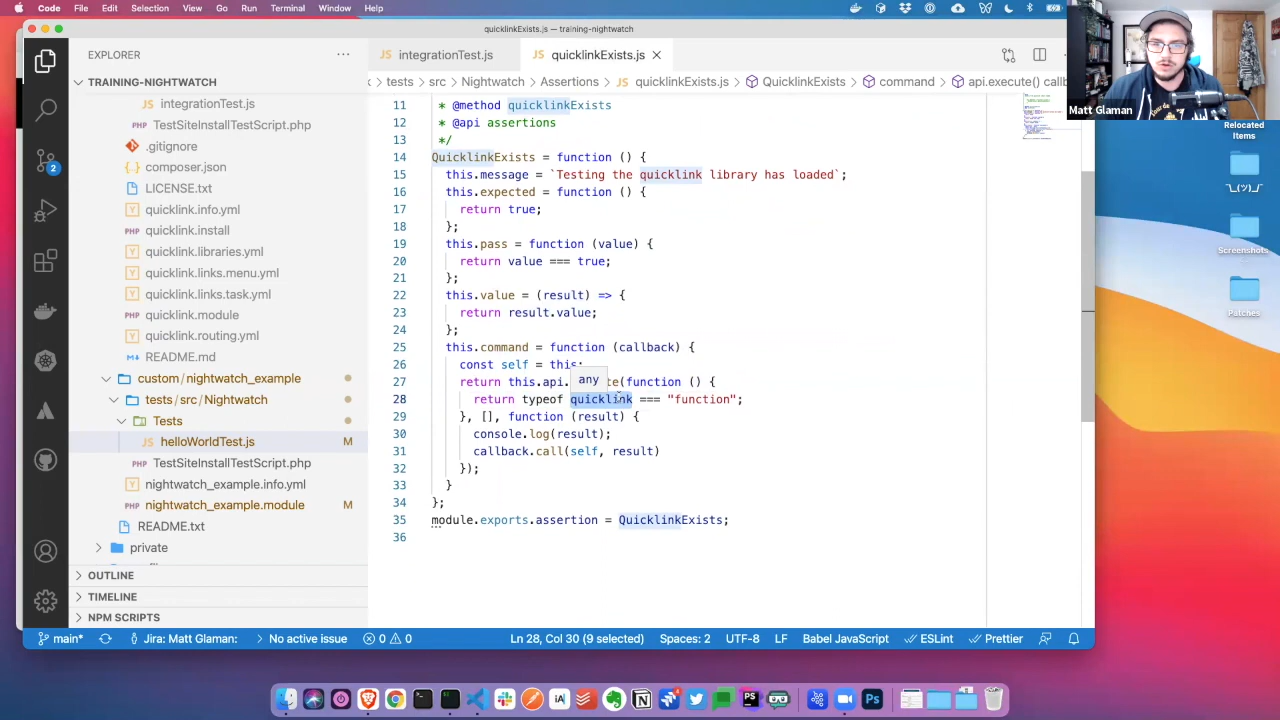 Code File Edit Selection View Go Run Terminal Window Help
quicklinkExists.js — training-nightwatch
Matt Glaman
EXPLORER
TRAINING-NIGHTWATCH
integrationTest.js
TestSiteInstallTestScript.php
.gitignore
composer.json
LICENSE.txt
quicklink.info.yml
quicklink.install
quicklink.libraries.yml
quicklink.links.menu.yml
quicklink.links.task.yml
quicklink.module
quicklink.routing.yml
README.md
custom/nightwatch_example
tests/src/Nightwatch
Tests
helloWorldTest.js M
TestSiteInstallTestScript.php
nightwatch_example.info.yml
nightwatch_example.module M
README.txt
private
OUTLINE
TIMELINE
NPM SCRIPTS
2
JS integrationTest.js
JS quicklinkExists.js
tests > src > Nightwatch > Assertions > JS quicklinkExists.js > QuicklinkExists > command > api.execute() callb
11 * @method quicklinkExists
12 * @api assertions
13 */
14 QuicklinkExists = function () {
15 this.message = `Testing the quicklink library has loaded`;
16 this.expected = function () {
17 return true;
18 };
19 this.pass = function (value) {
20 return value === true;
21 };
22 this.value = (result) => {
23 return result.value;
24 };
25 this.command = function (callback) {
26 const self = this;
any
27 return this.api. te(function () {
28 return typeof quicklink === "function";
29 }, [], function (result) {
30 console.log(result);
31 callback.call(self, result)
32 });
33 }
34 };
35 module.exports.assertion = QuicklinkExists;
36
main* Jira: Matt Glaman: No active issue 0 0 Ln 28, Col 30 (9 selected) Spaces: 2 UTF-8 LF Babel JavaScript ESLint Prettier
Relocated
Items
¯\_(ツ)_/¯
Screenshots
Patches